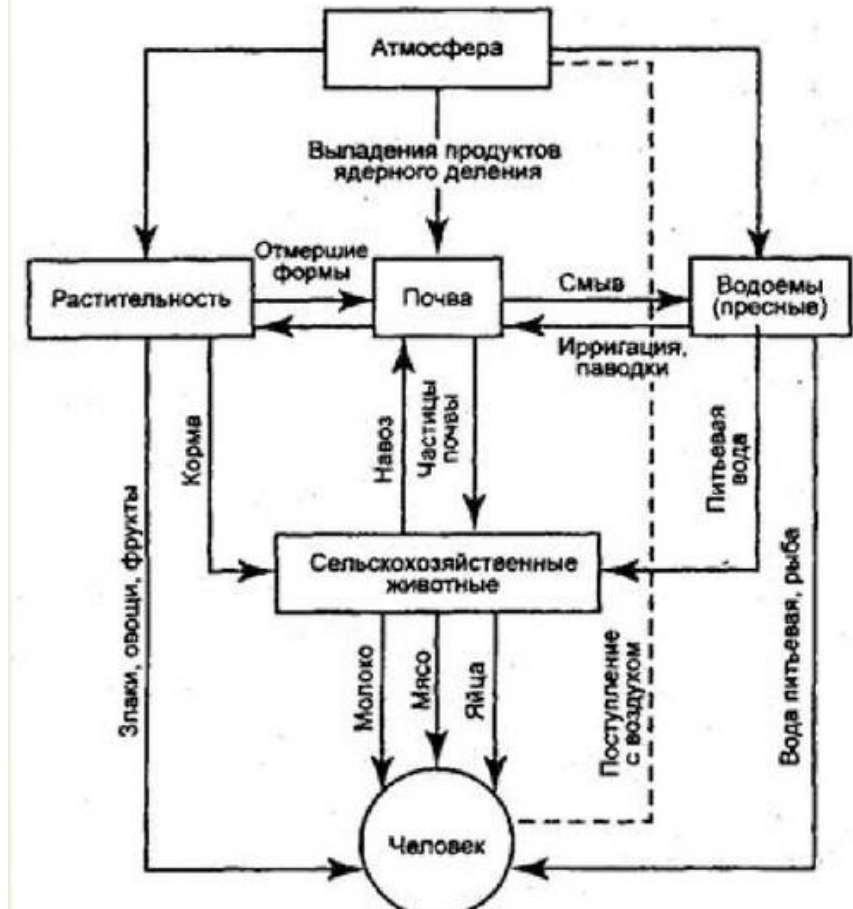 Атмосфера
Выпадения продуктов
ядерного деления
Отмершие
формы
Растительность
Почва
Смыв
Водоёмы
(пресные)
Ирригация,
паводки
Злаки, овощи, фрукты
Корма
Навоз
Частицы
почвы
Питьевая
вода
Сельскохозяйственные
животные
Молоко
Мясо
Яйца
Поступление
с воздухом
Вода питьевая, рыба
Человек